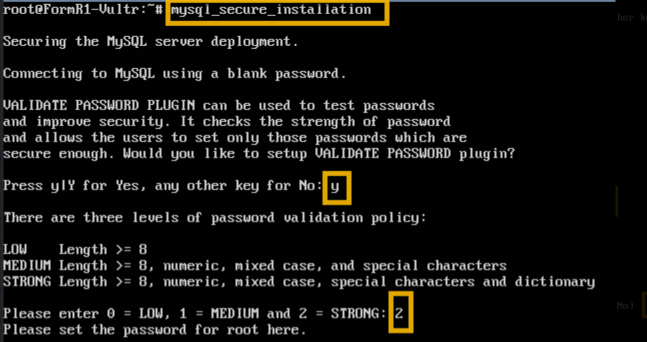 root@FormR1-Vultr:~# mysql_secure_installation
Securing the MySQL server deployment.
Connecting to MySQL using a blank password.
VALIDATE PASSWORD PLUGIN can be used to test passwords
and improve security. It checks the strength of password
and allows the users to set only those passwords which are
secure enough. Would you like to setup VALIDATE PASSWORD plugin?
Press y|Y for Yes, any other key for No: y
There are three levels of password validation policy:
LOW    Length >= 8
MEDIUM Length >= 8, numeric, mixed case, and special characters
STRONG Length >= 8, numeric, mixed case, special characters and dictionary
Please enter 0 = LOW, 1 = MEDIUM and 2 = STRONG: 2
Please set the password for root here.
her k
No)